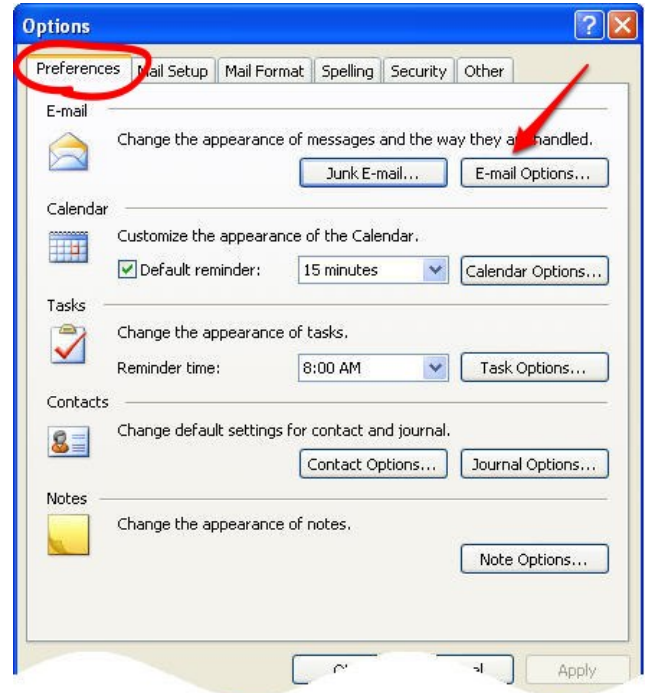 Options
Preferences Mail Setup Mail Format Spelling Security Other
E-mail
Change the appearance of messages and the way they are handled.
Junk E-mail... E-mail Options...
Calendar
Customize the appearance of the Calendar.
Default reminder: 15 minutes Calendar Options...
Tasks
Change the appearance of tasks.
Reminder time: 8:00 AM Task Options...
Contacts
Change default settings for contact and journal.
Contact Options... Journal Options...
Notes
Change the appearance of notes.
Note Options...
Apply